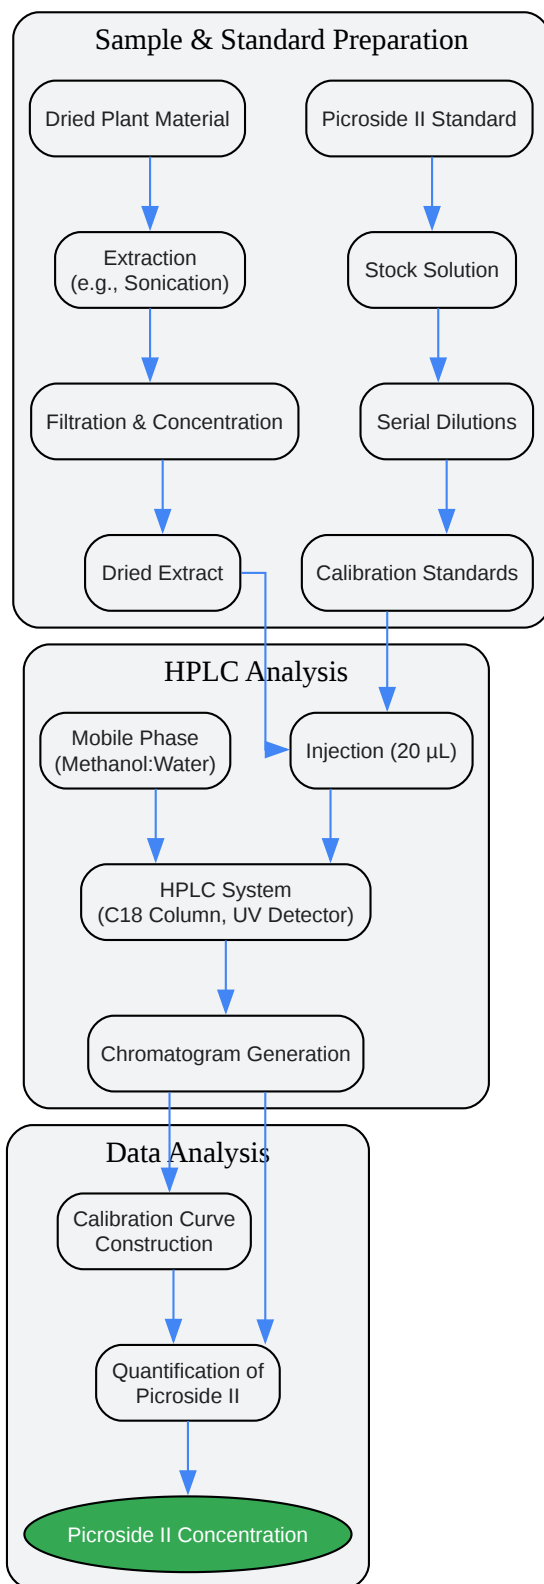 Sample & Standard Preparation
Dried Plant Material
Picroside II Standard
Extraction
(e.g., Sonication)
Stock Solution
Filtration & Concentration
Serial Dilutions
Dried Extract
Calibration Standards
HPLC Analysis
Mobile Phase
(Methanol:Water)
Injection (20 µL)
HPLC System
(C18 Column, UV Detector)
Chromatogram Generation
Data Analysis
Calibration Curve
Construction
Quantification of
Picroside II
Picroside II Concentration